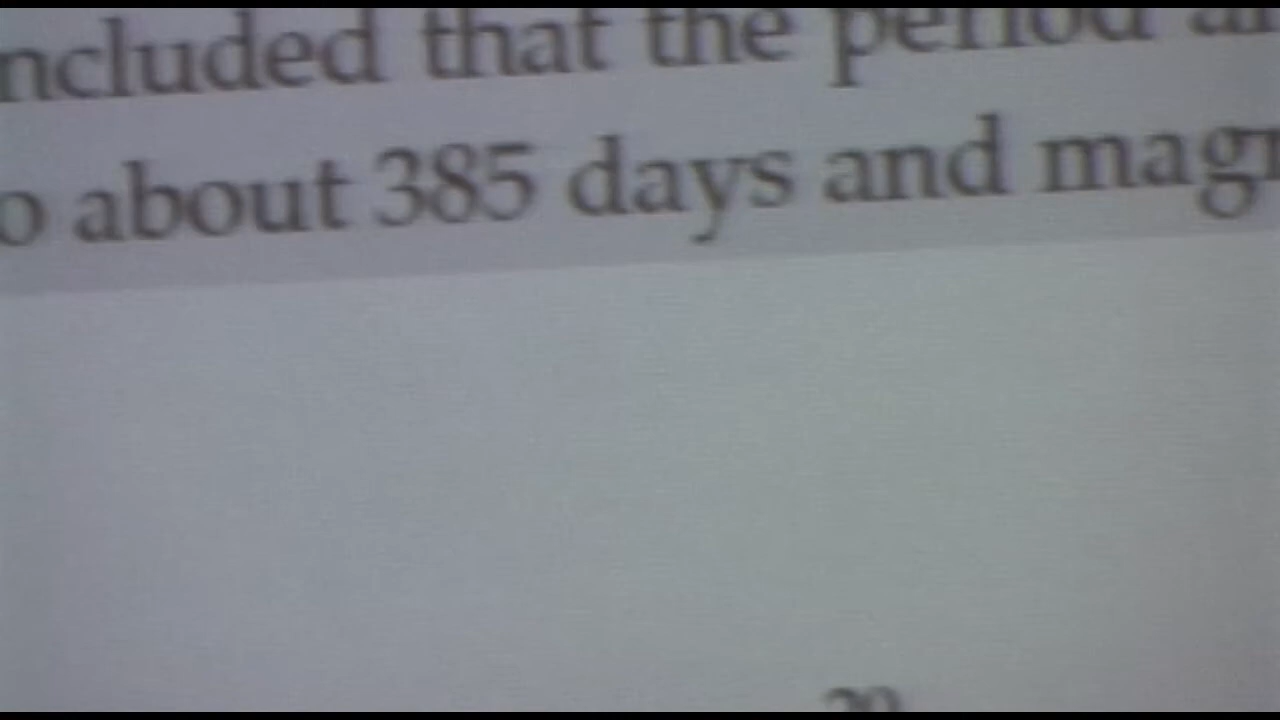 ncluded that the period
o about 385 days and mag